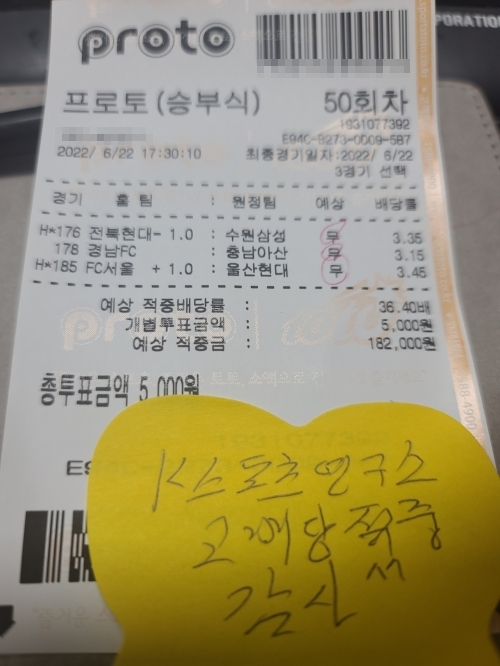 proto
프로토(승부식) 50회차
1931077392
E94C-8273-0009-5B7
2022/ 6/22 17:30:10 최종경기일자:2022/ 6/22
3경기 선택
경기 홈 팀 : 원정팀 예상 배당률
H*176 전북현대- 1.0 : 수원삼성 무 3.35
178 경남FC : 충남아산 무 3.15
H*185 FC서울 + 1.0 : 울산현대 무 3.45
예상 적중배당률 : 36.40배
개별투표금액 : 5,000원
예상 적중금 : 182,000원
총투표금액 5,000원
K스포츠연구소
고배당적중
감사